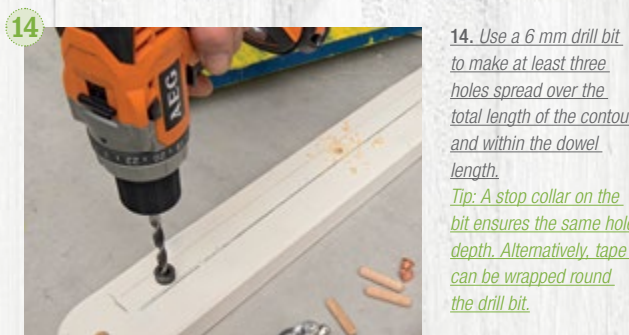 14
AEG
14. Use a 6 mm drill bit
to make at least three
holes spread over the
total length of the contou
and within the dowel
length.
Tip: A stop collar on the
bit ensures the same hole
depth. Alternatively, tape
can be wrapped round
the drill bit.